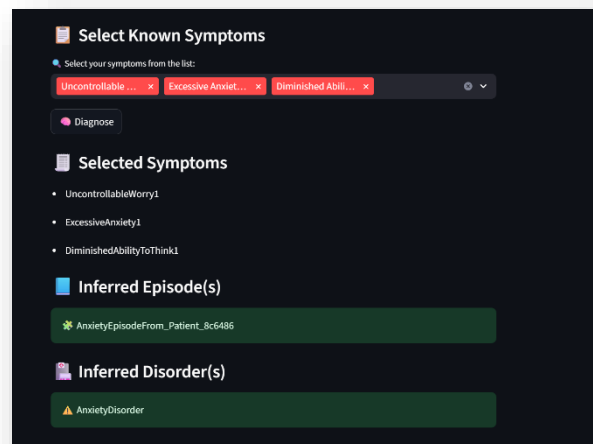 Select Known Symptoms
Select your symptoms from the list:
Uncontrollable ... × Excessive Anxiet... × Diminished Abili... ×
Diagnose
Selected Symptoms
• UncontrollableWorry1
• ExcessiveAnxiety1
• DiminishedAbilityToThink1
Inferred Episode(s)
AnxietyEpisodeFrom_Patient_8c6486
Inferred Disorder(s)
AnxietyDisorder